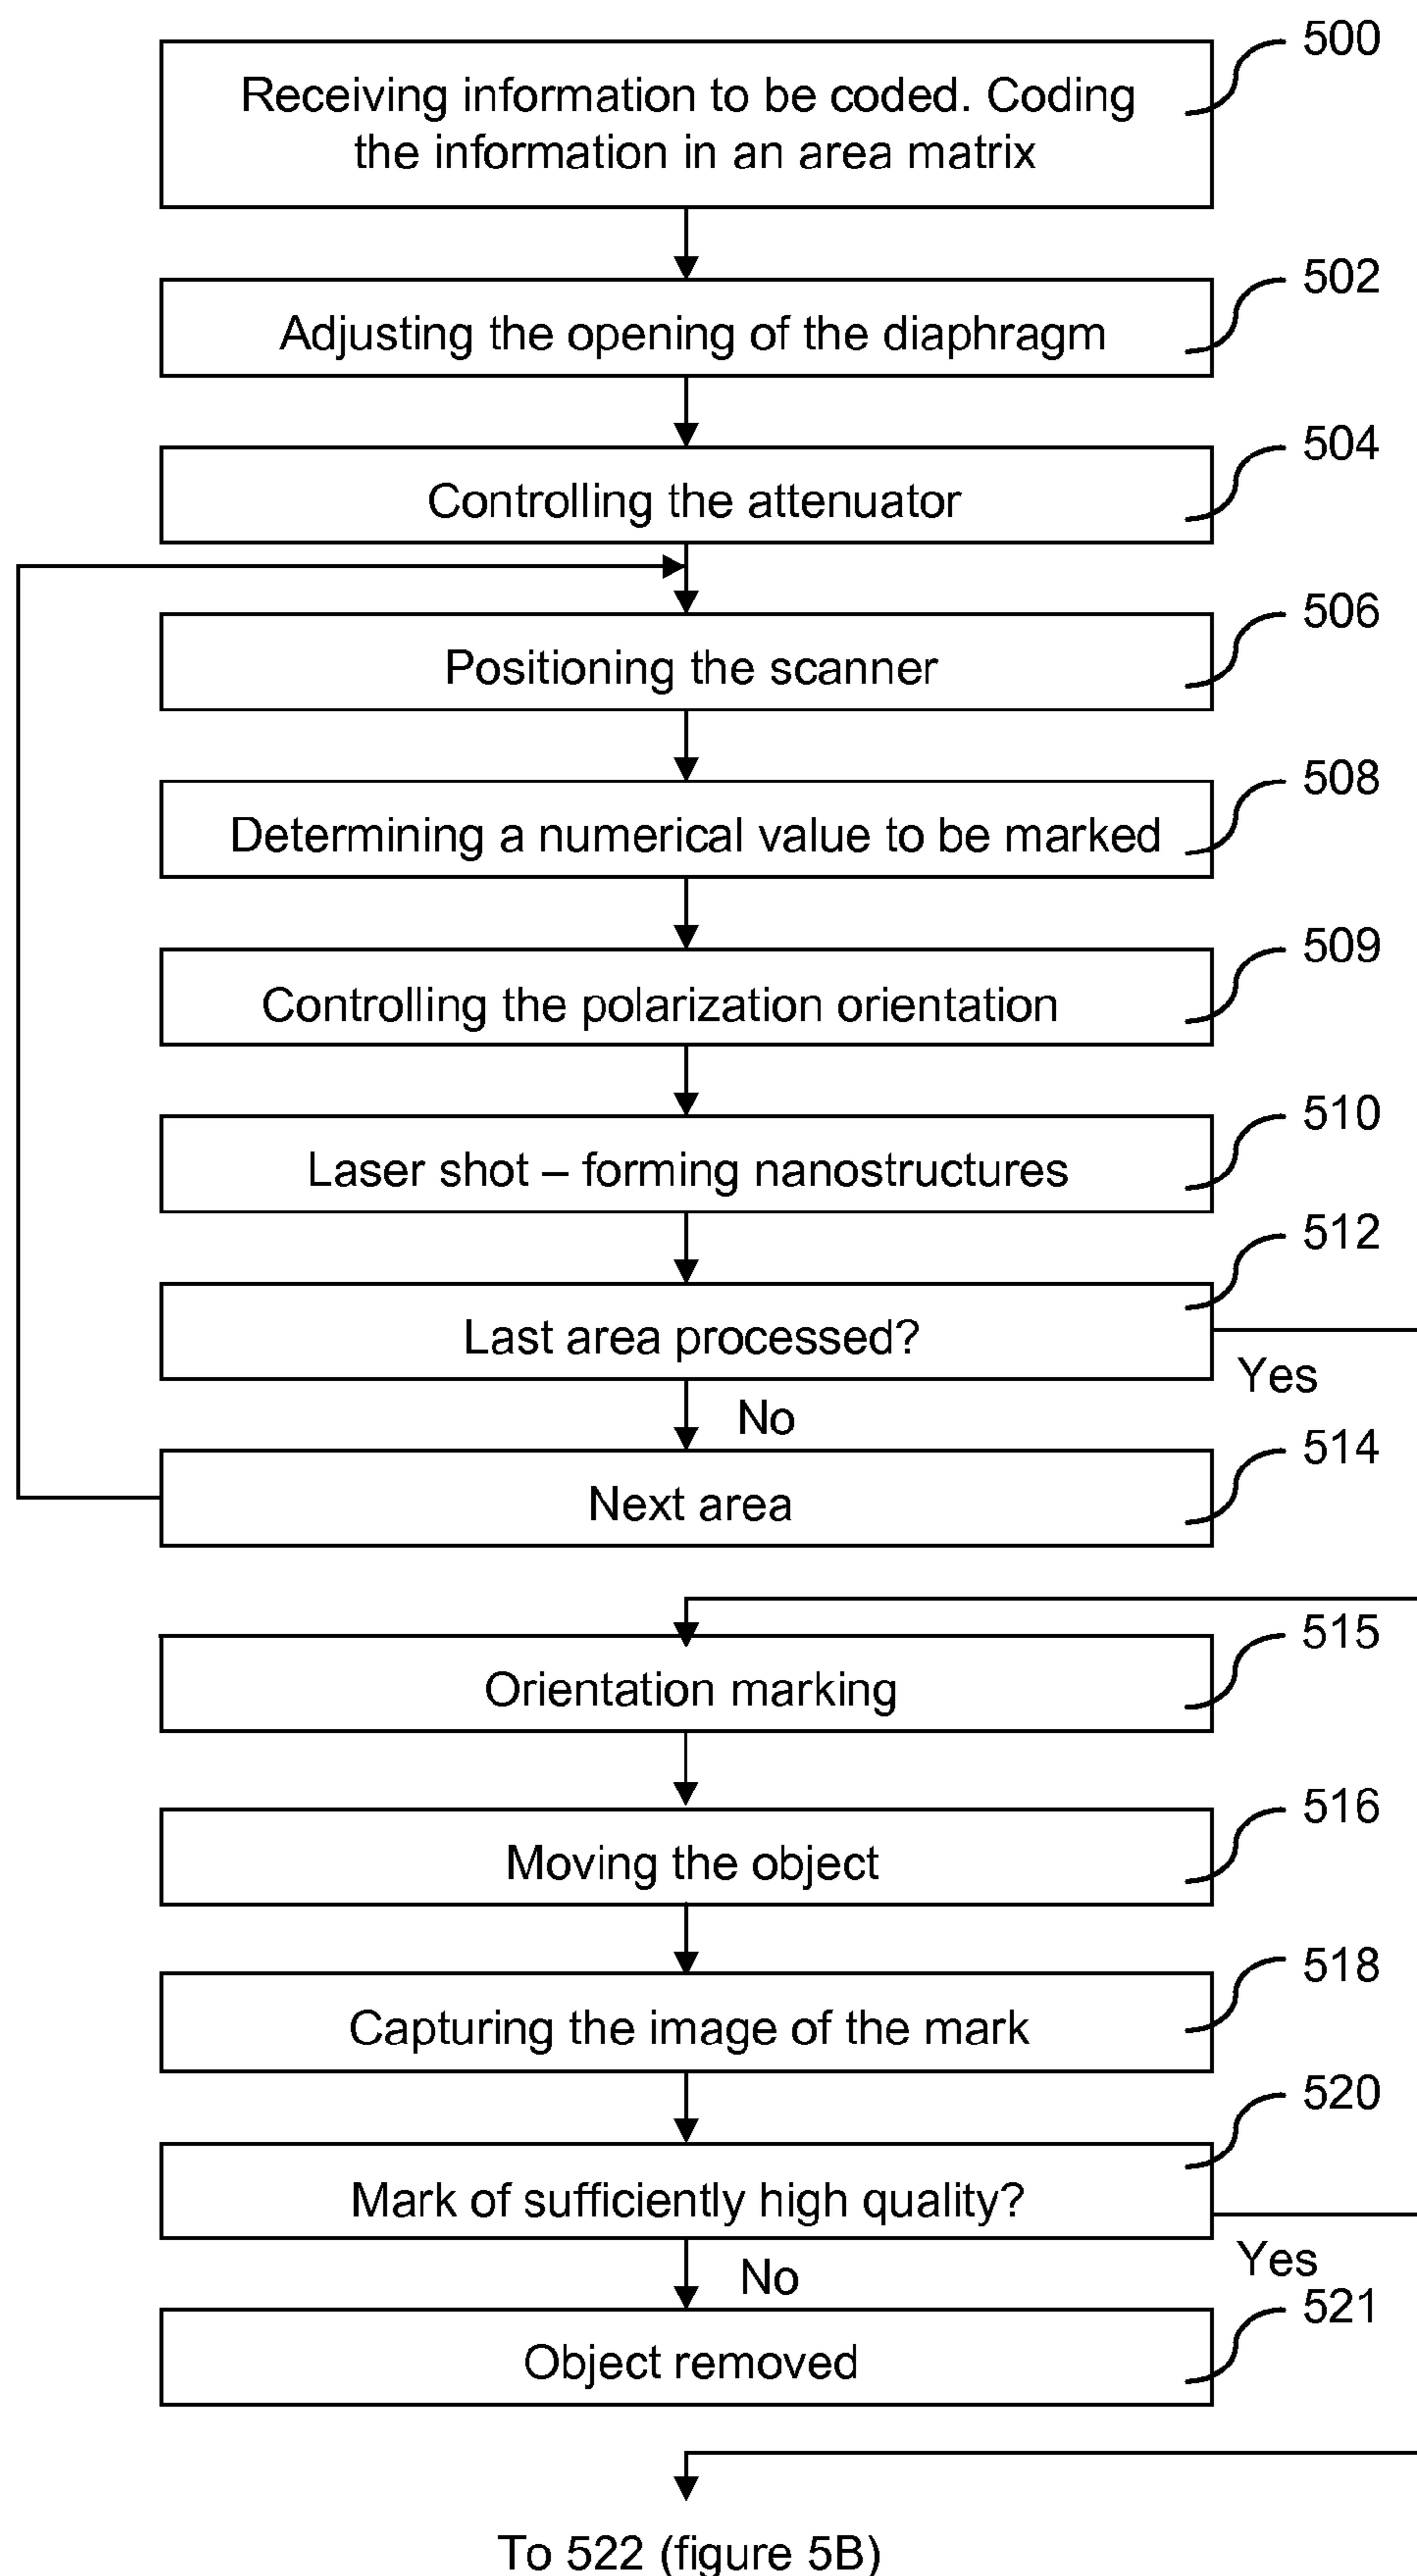 500
Receiving information to be coded. Coding
the information in an area matrix
502
Adjusting the opening of the diaphragm
504
Controlling the attenuator
506
Positioning the scanner
508
Determining a numerical value to be marked
509
Controlling the polarization orientation
510
Laser shot – forming nanostructures
512
Last area processed?
Yes
No
514
Next area
515
Orientation marking
516
Moving the object
518
Capturing the image of the mark
520
Mark of sufficiently high quality?
Yes
No
521
Object removed
To 522 (figure 5B)